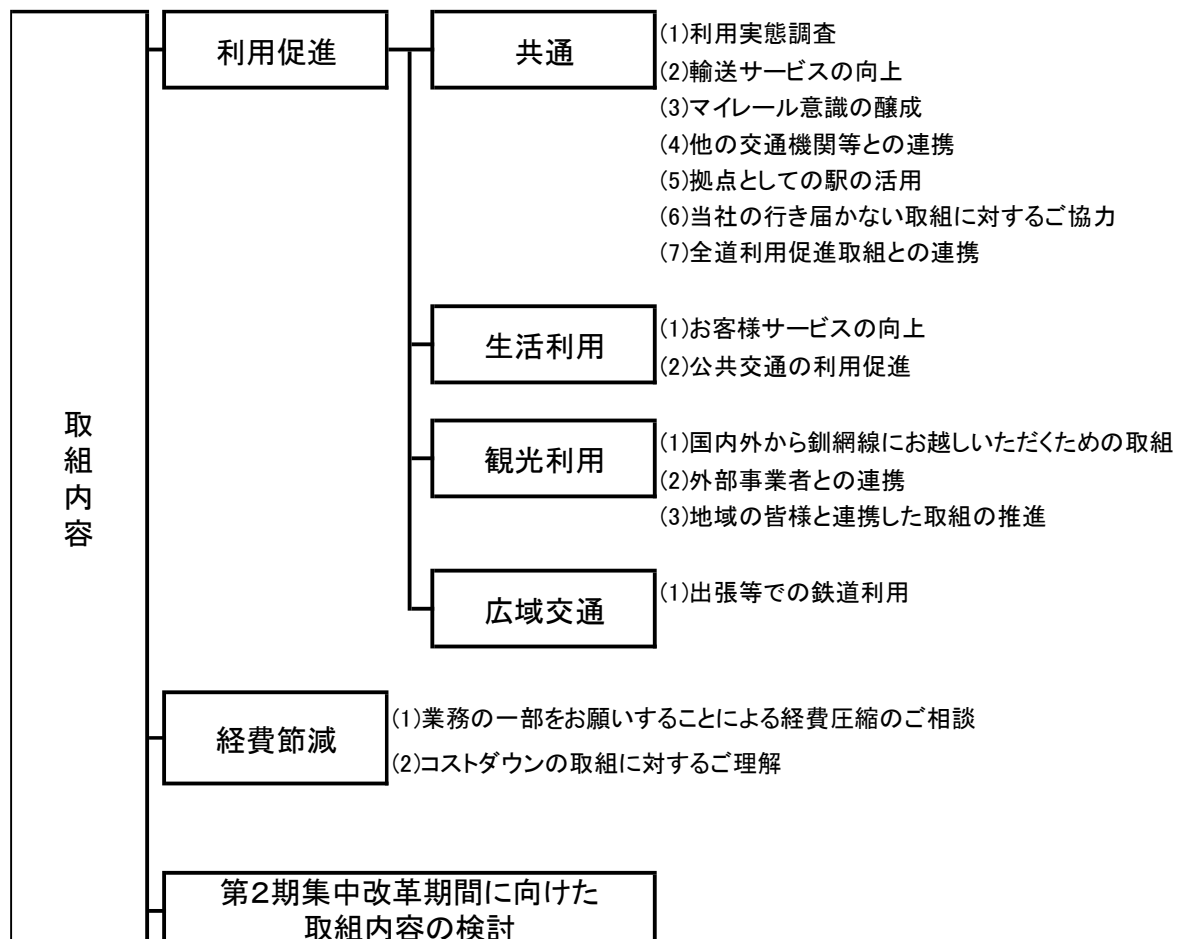 取組内容
利用促進
共通
(1)利用実態調査
(2)輸送サービスの向上
(3)マイレール意識の醸成
(4)他の交通機関等との連携
(5)拠点としての駅の活用
(6)当社の行き届かない取組に対するご協力
(7)全道利用促進取組との連携
生活利用
(1)お客様サービスの向上
(2)公共交通の利用促進
観光利用
(1)国内外から釧網線にお越しいただくための取組
(2)外部事業者との連携
(3)地域の皆様と連携した取組の推進
広域交通
(1)出張等での鉄道利用
経費節減
(1)業務の一部をお願いすることによる経費圧縮のご相談
(2)コストダウンの取組に対するご理解
第2期集中改革期間に向けた
取組内容の検討